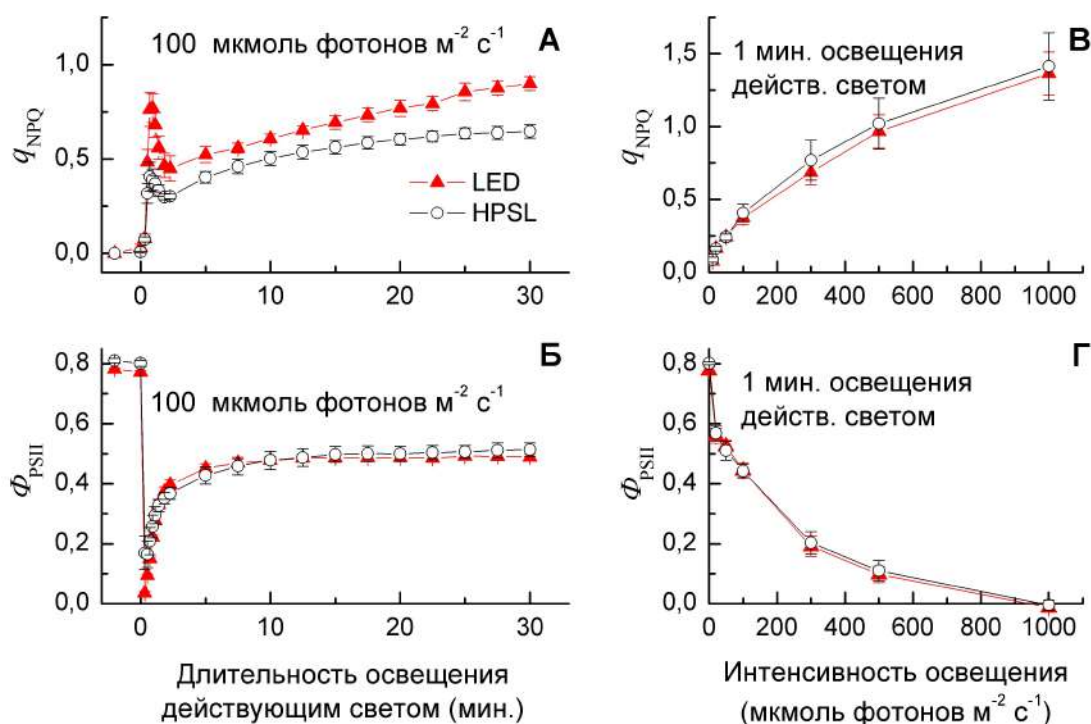 А
100 мкмоль фотонов м⁻² с⁻¹
q_NPQ
1,0
0,5
0,0
LED
HPSL
0 10 20 30
В
1 мин. освещения
действ. светом
q_NPQ
1,5
1,0
0,5
0,0
0 200 400 600 800 1000
Б
100 мкмоль фотонов м⁻² с⁻¹
Φ_PSII
0,8
0,6
0,4
0,2
0,0
0 10 20 30
Длительность освещения
действующим светом (мин.)
Г
1 мин. освещения
действ. светом
Φ_PSII
0,8
0,6
0,4
0,2
0,0
0 200 400 600 800 1000
Интенсивность освещения
(мкмоль фотонов м⁻² с⁻¹)